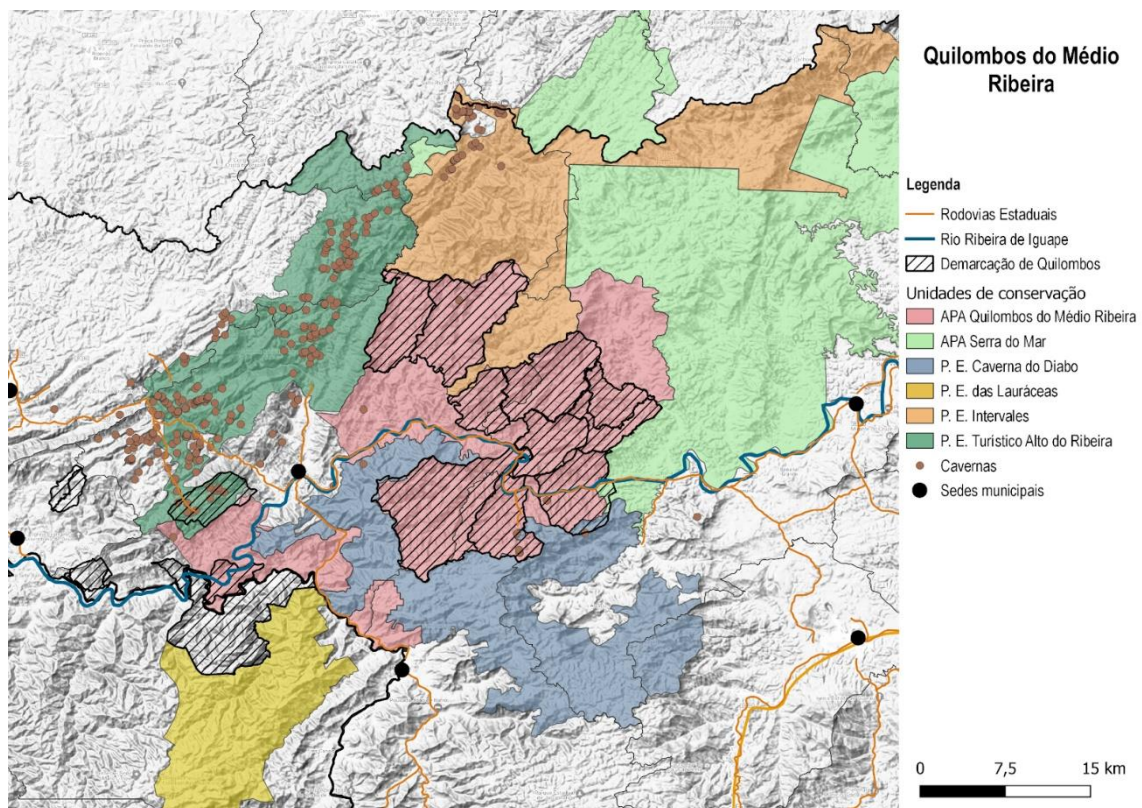 Quilombos do Médio
Ribeira
Legenda
Rodovias Estaduais
Rio Ribeira de Iguape
Demarcação de Quilombos
Unidades de conservação
APA Quilombos do Médio Ribeira
APA Serra do Mar
P. E. Caverna do Diabo
P. E. das Lauráceas
P. E. Intervales
P. E. Turístico Alto do Ribeira
Cavernas
Sedes municipais
0 7,5 15 km